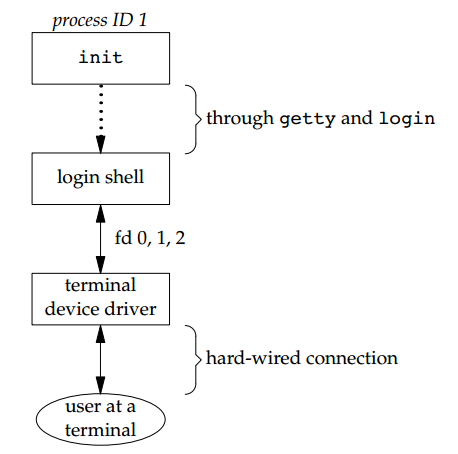 process ID 1
init
through getty and login
login shell
fd 0, 1, 2
terminal
device driver
hard-wired connection
user at a
terminal